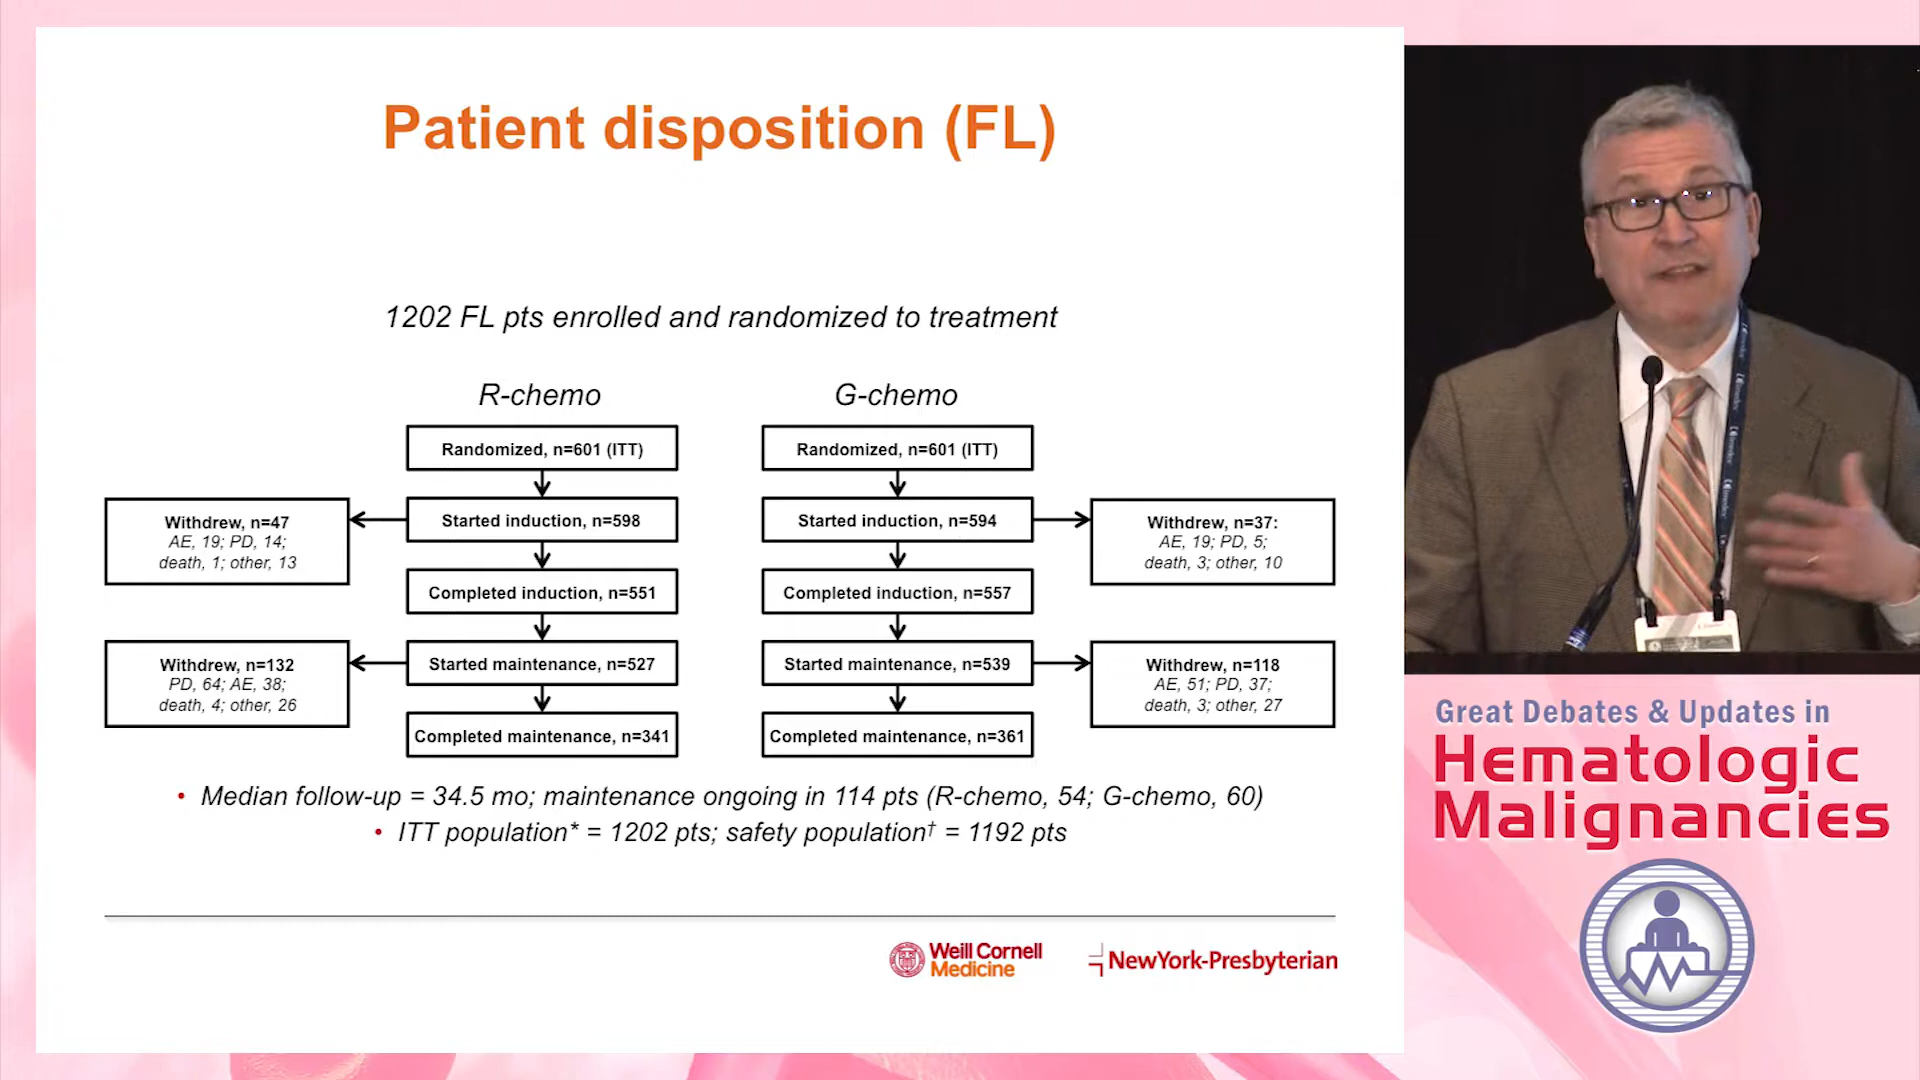 Patient disposition (FL)
1202 FL pts enrolled and randomized to treatment
R-chemo
G-chemo
Randomized, n=601 (ITT)
Randomized, n=601 (ITT)
Withdrew, n=47
AE, 19; PD, 14;
death, 1; other, 13
Started induction, n=598
Started induction, n=594
Withdrew, n=37:
AE, 19; PD, 5;
death, 3; other, 10
Completed induction, n=551
Completed induction, n=557
Withdrew, n=132
PD, 64; AE, 38;
death, 4; other, 26
Started maintenance, n=527
Started maintenance, n=539
Withdrew, n=118
AE, 51; PD, 37;
death, 3; other, 27
Completed maintenance, n=341
Completed maintenance, n=361
• Median follow-up = 34.5 mo; maintenance ongoing in 114 pts (R-chemo, 54; G-chemo, 60)
• ITT population* = 1202 pts; safety population† = 1192 pts
Weill Cornell
Medicine
NewYork-Presbyterian
Great Debates & Updates in
Hematologic
Malignancies